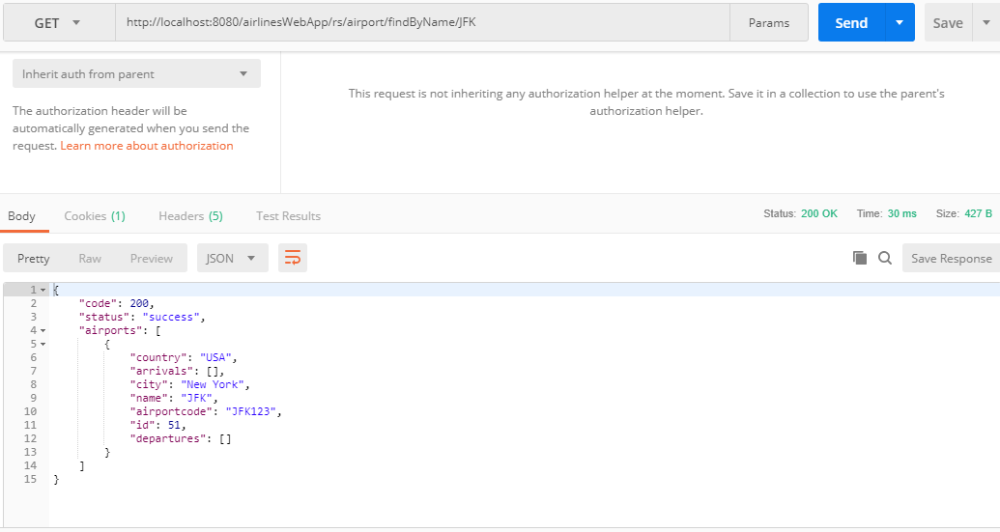 GET http://localhost:8080/airlinesWebApp/rs/airport/findByName/JFK Params Send Save
Inherit auth from parent
The authorization header will be
automatically generated when you send the
request. Learn more about authorization
This request is not inheriting any authorization helper at the moment. Save it in a collection to use the parent's
authorization helper.
Body Cookies (1) Headers (5) Test Results Status: 200 OK Time: 30 ms Size: 427 B
Pretty Raw Preview JSON Save Response
1 {
2 "code": 200,
3 "status": "success",
4 "airports": [
5 {
6 "country": "USA",
7 "arrivals": [],
8 "city": "New York",
9 "name": "JFK",
10 "airportcode": "JFK123",
11 "id": 51,
12 "departures": []
13 }
14 ]
15 }